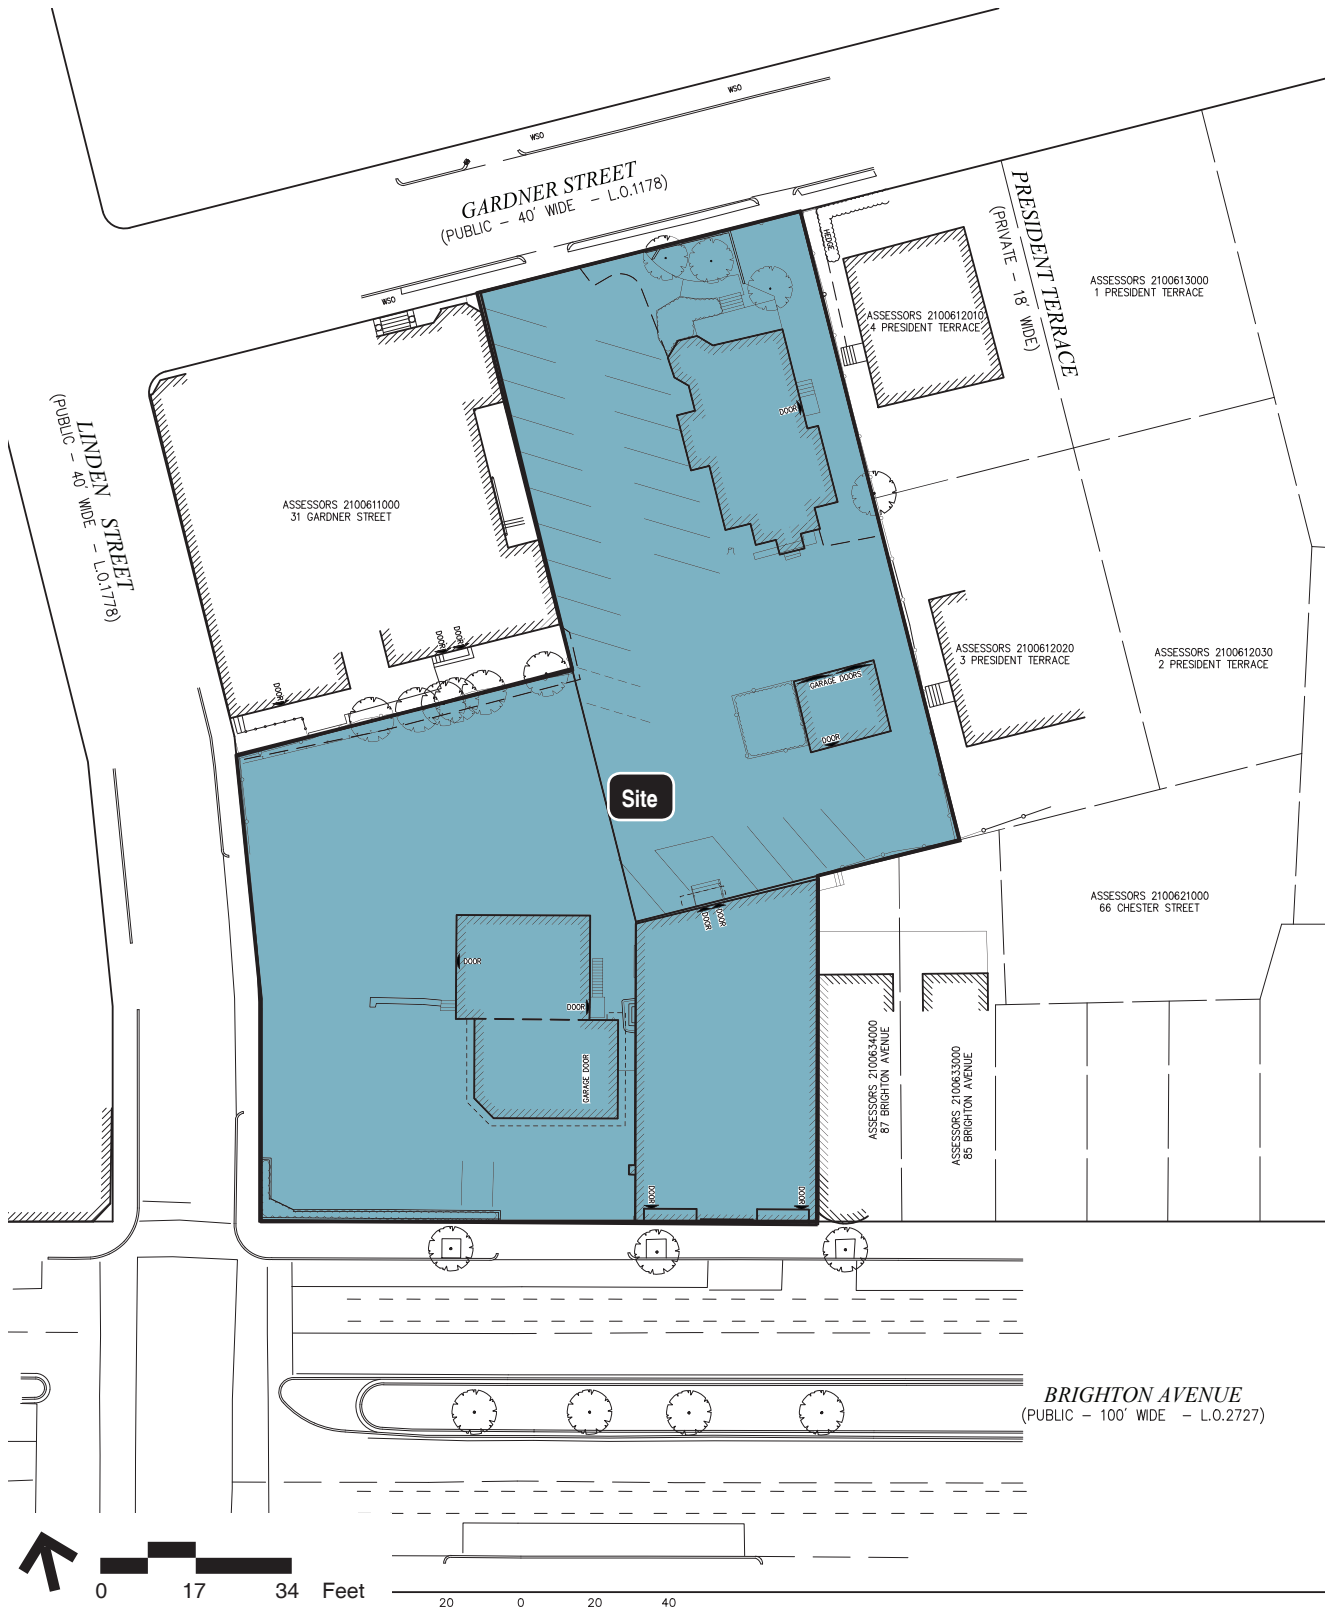 WSO
WSO
GARDNER STREET
(PUBLIC - 40' WIDE - L.O.1178)
WSO
HEDGE
PRESIDENT TERRACE
(PRIVATE - 18' WIDE)
ASSESSORS 2100613000
1 PRESIDENT TERRACE
ASSESSORS 2100612010
4 PRESIDENT TERRACE
LINDEN STREET
(PUBLIC - 40' WIDE - L.O.1778)
DOOR
ASSESSORS 2100611000
31 GARDNER STREET
DOOR
DOOR
DOOR
ASSESSORS 2100612020
3 PRESIDENT TERRACE
ASSESSORS 2100612030
2 PRESIDENT TERRACE
GARAGE DOORS
DOOR
Site
ASSESSORS 2100621000
66 CHESTER STREET
DOOR
DOOR
DOOR
DOOR
GARAGE DOOR
ASSESSORS 2100634000
87 BRIGHTON AVENUE
ASSESSORS 2100633000
85 BRIGHTON AVENUE
DOOR
DOOR
BRIGHTON AVENUE
(PUBLIC - 100' WIDE - L.O.2727)
0 17 34 Feet
20 0 20 40